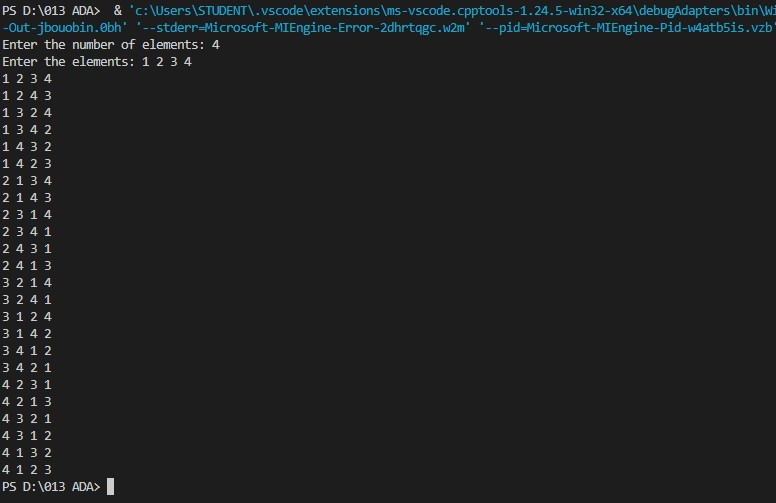 PS D:\013 ADA>  & 'c:\Users\STUDENT\.vscode\extensions\ms-vscode.cpptools-1.24.5-win32-x64\debugAdapters\bin\Wi
-Out-jbouobin.0bh' '--stderr=Microsoft-MIEngine-Error-2dhrtqgc.w2m' '--pid=Microsoft-MIEngine-Pid-w4atb5is.vzb'
Enter the number of elements: 4
Enter the elements: 1 2 3 4
1 2 3 4
1 2 4 3
1 3 2 4
1 3 4 2
1 4 3 2
1 4 2 3
2 1 3 4
2 1 4 3
2 3 1 4
2 3 4 1
2 4 3 1
2 4 1 3
3 2 1 4
3 2 4 1
3 1 2 4
3 1 4 2
3 4 1 2
3 4 2 1
4 2 3 1
4 2 1 3
4 3 2 1
4 3 1 2
4 1 3 2
4 1 2 3
PS D:\013 ADA>